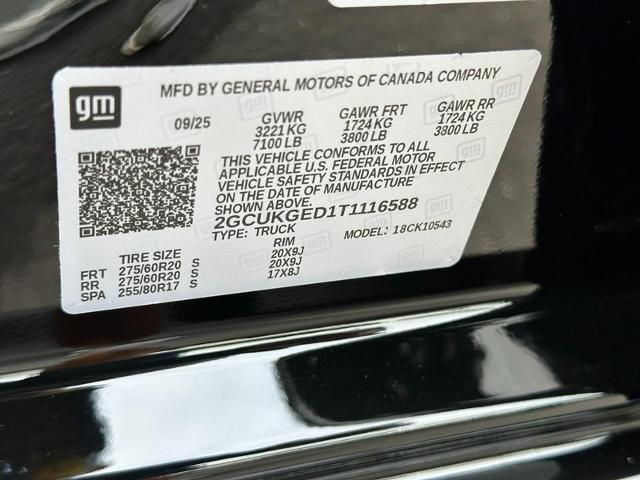 gm
MFD BY GENERAL MOTORS OF CANADA COMPANY
09/25 GVWR GAWR FRT GAWR RR
3221 KG 1724 KG 1724 KG
7100 LB 3800 LB 3800 LB
THIS VEHICLE CONFORMS TO ALL
APPLICABLE U.S. FEDERAL MOTOR
VEHICLE SAFETY STANDARDS IN EFFECT
ON THE DATE OF MANUFACTURE
SHOWN ABOVE.
2GCUKGED1T1116588
TYPE: TRUCK MODEL: 18CK10543
TIRE SIZE RIM
FRT 275/60R20 S 20X9J
RR 275/60R20 S 20X9J
SPA 255/80R17 S 17X8J